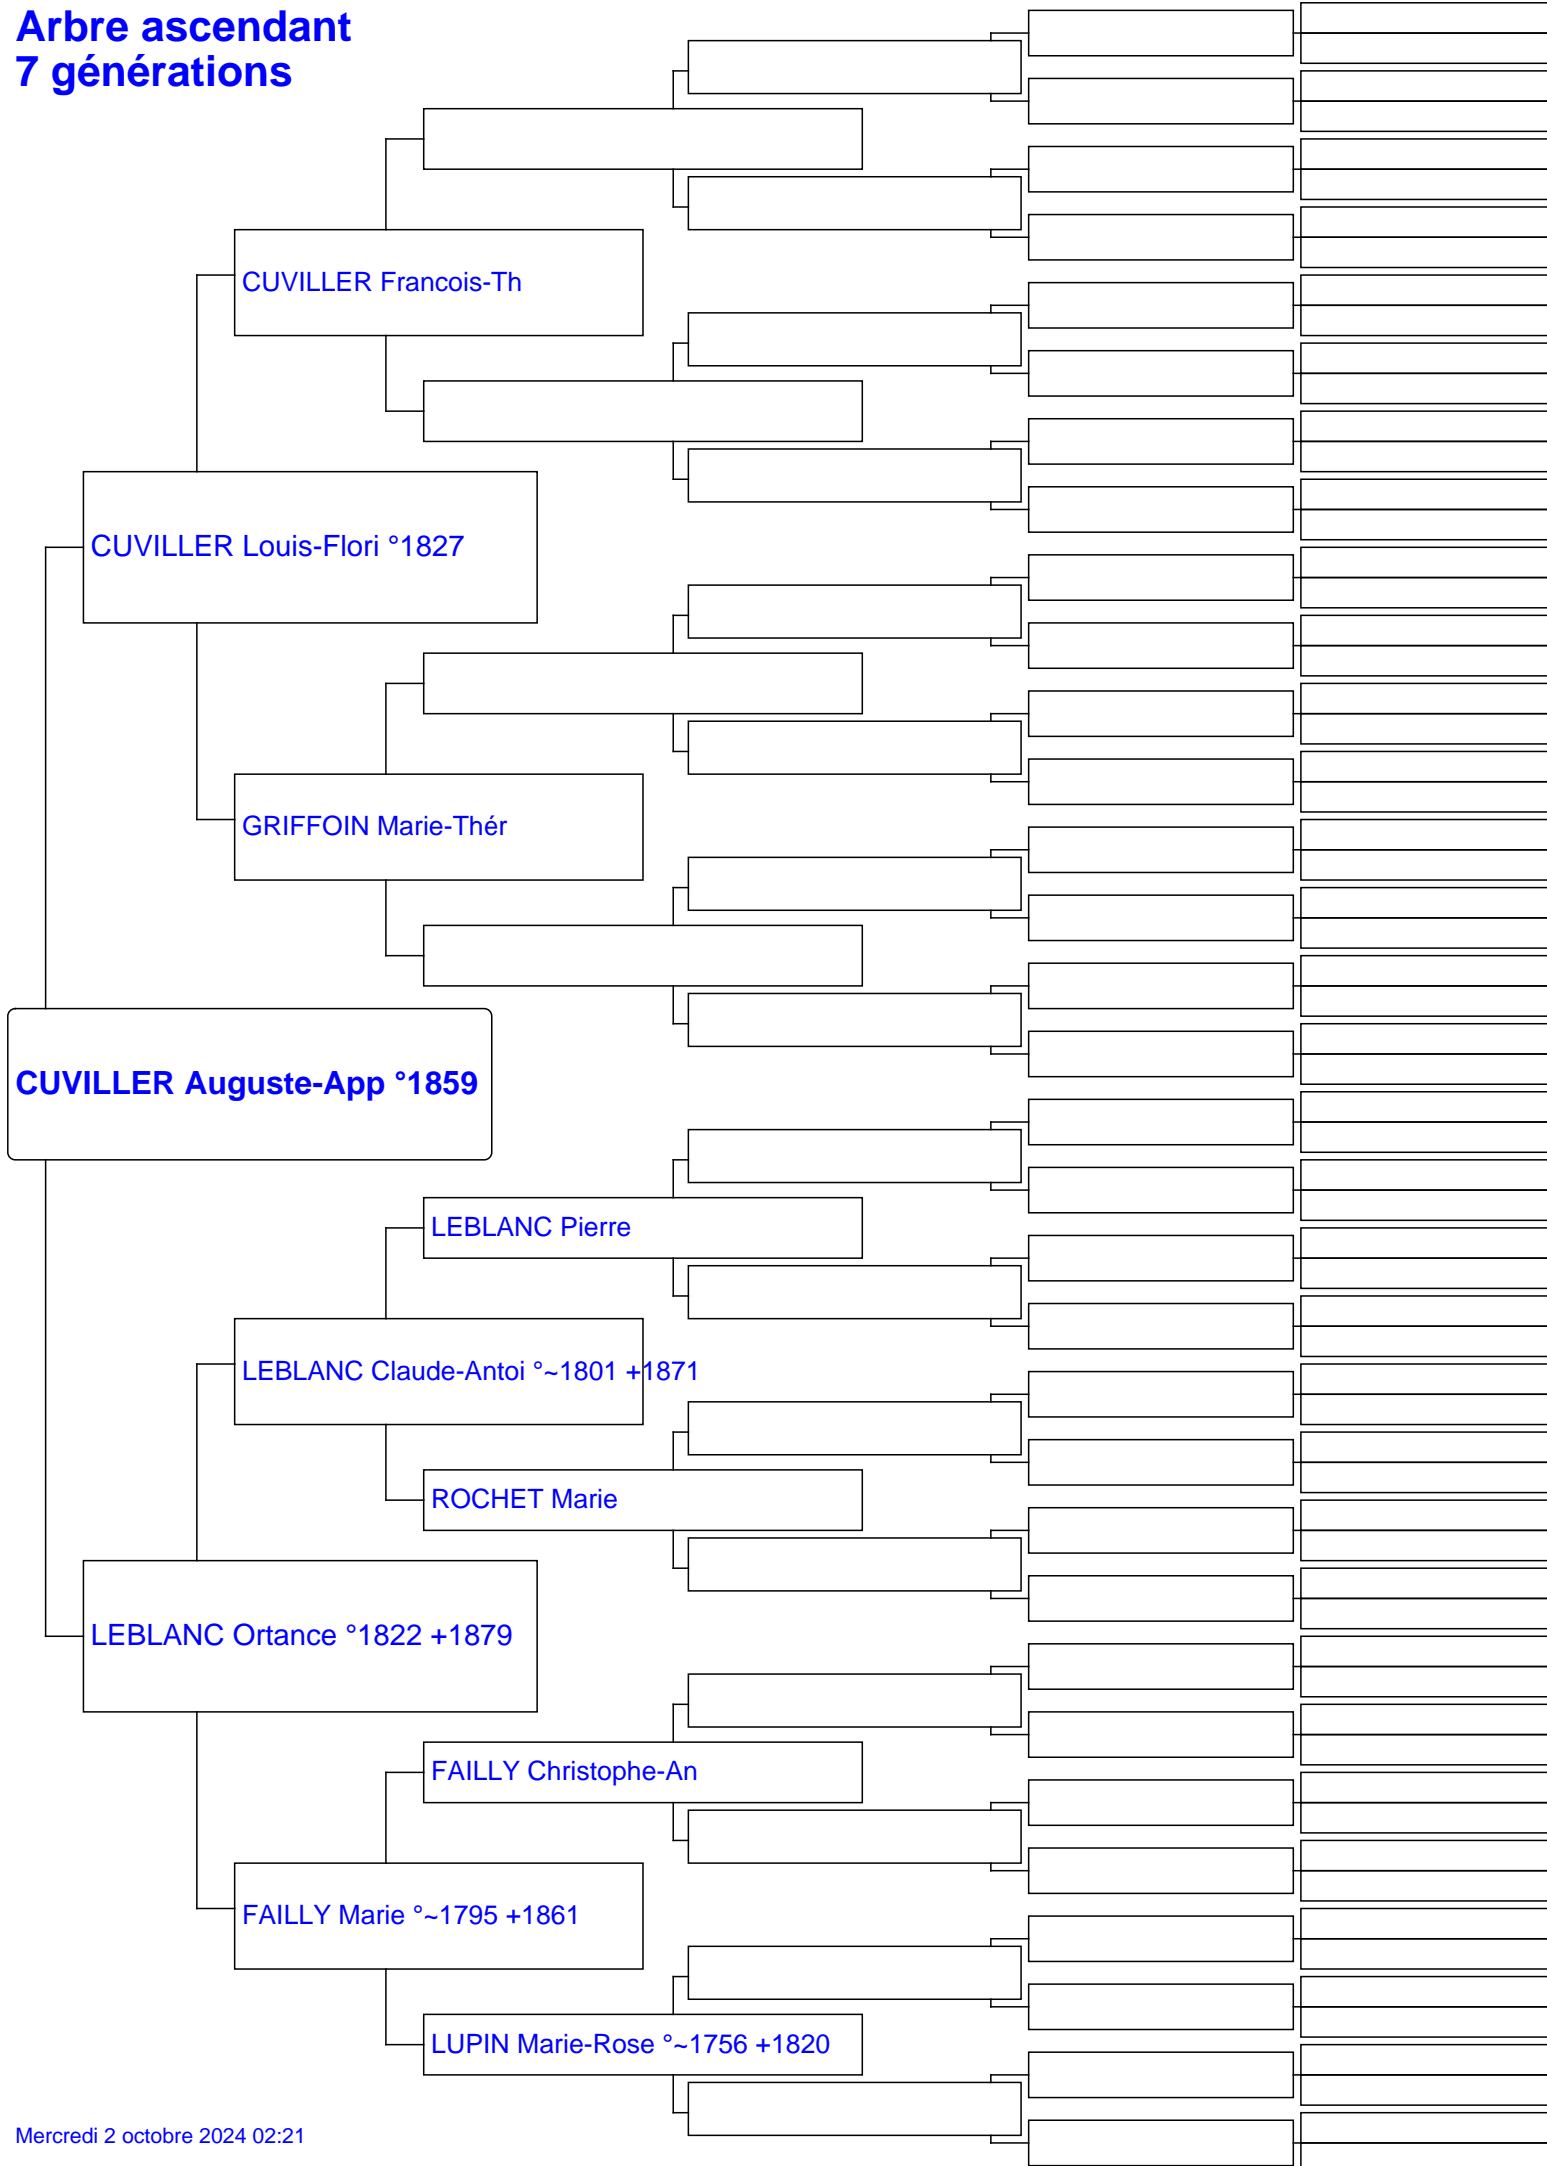 Arbre ascendant
7 générations
CUVILLER Francois-Th
CUVILLER Louis-Flori °1827
GRIFFOIN Marie-Thér
CUVILLER Auguste-App °1859
LEBLANC Pierre
LEBLANC Claude-Antoi °~1801 +1871
ROCHET Marie
LEBLANC Ortance °1822 +1879
FAILLY Christophe-An
FAILLY Marie °~1795 +1861
LUPIN Marie-Rose °~1756 +1820
Mercredi 2 octobre 2024 02:21